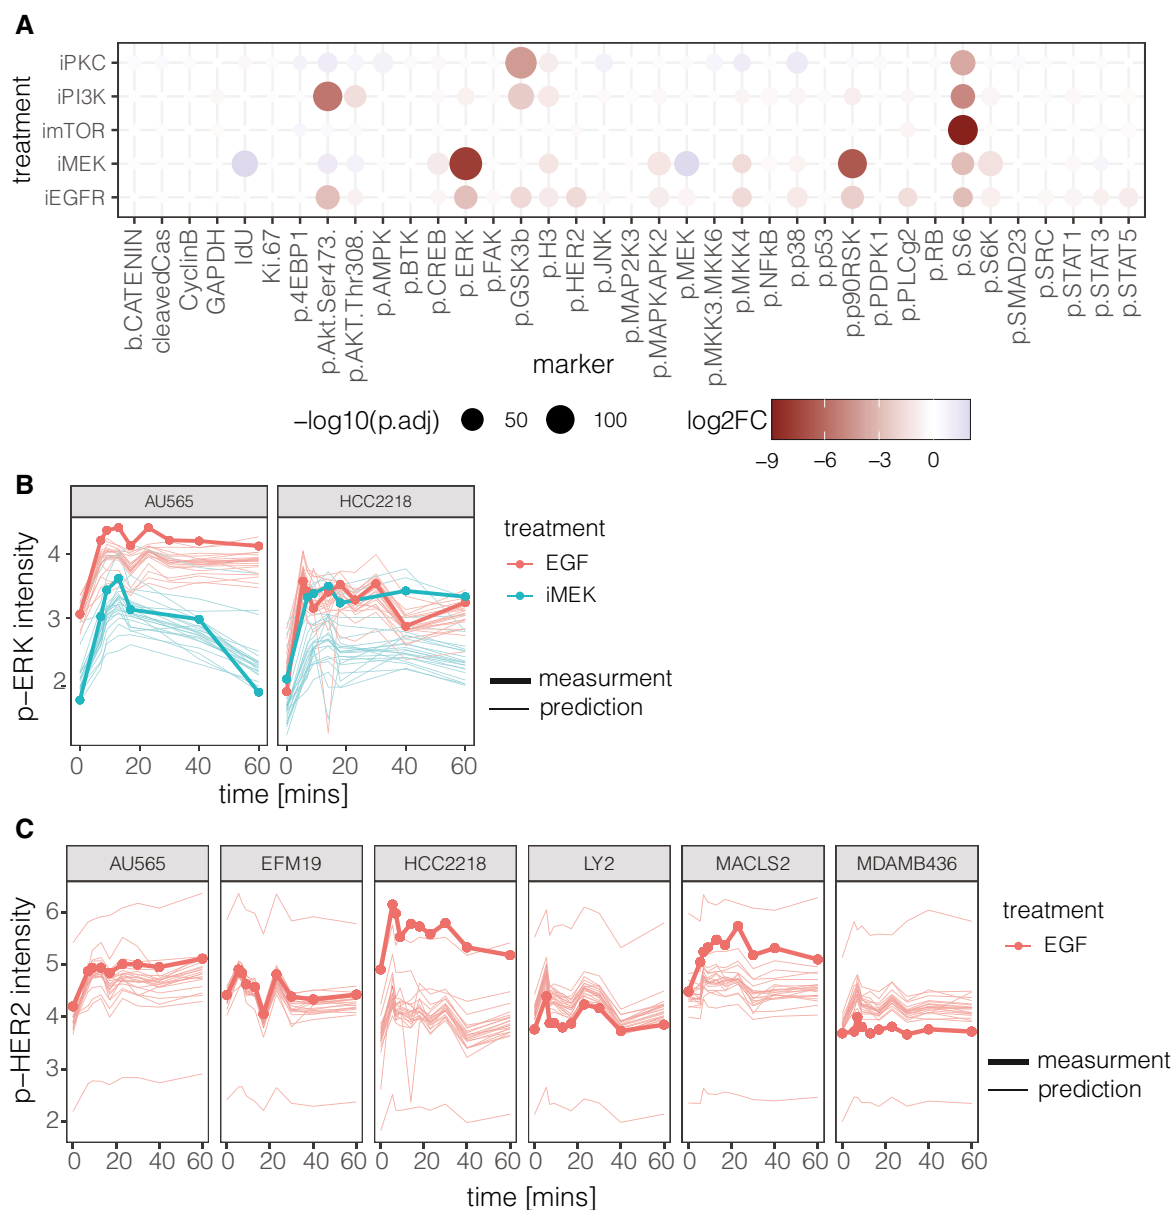 A
treatment
iPKC
iPI3K
imTOR
iMEK
iEGFR
b.CATENIN
cleavedCas
CyclinB
GAPDH
IdU
Ki.67
p.4EBP1
p.Akt.Ser473.
p.AKT.Thr308.
p.AMPK
p.BTK
p.CREB
p.ERK
p.FAK
p.GSK3b
p.H3
p.HER2
p.JNK
p.MAP2K3
p.MAPKAPK2
p.MEK
p.MKK3.MKK6
p.MKK4
p.NFkB
p.p38
p.p53
p.p90RSK
p.PDPK1
p.PLCg2
p.RB
p.S6
p.S6K
p.SMAD23
p.SRC
p.STAT1
p.STAT3
p.STAT5
marker
−log10(p.adj) 50 100 log2FC
−9 −6 −3 0
B
AU565 HCC2218
p−ERK intensity
4
3
2
0 20 40 60 0 20 40 60
time [mins]
treatment
EGF
iMEK
measurment
prediction
C
AU565 EFM19 HCC2218 LY2 MACLS2 MDAMB436
p−HER2 intensity
6
5
4
3
2
0 20 40 60 0 20 40 60 0 20 40 60 0 20 40 60 0 20 40 60 0 20 40 60
time [mins]
treatment
EGF
measurment
prediction